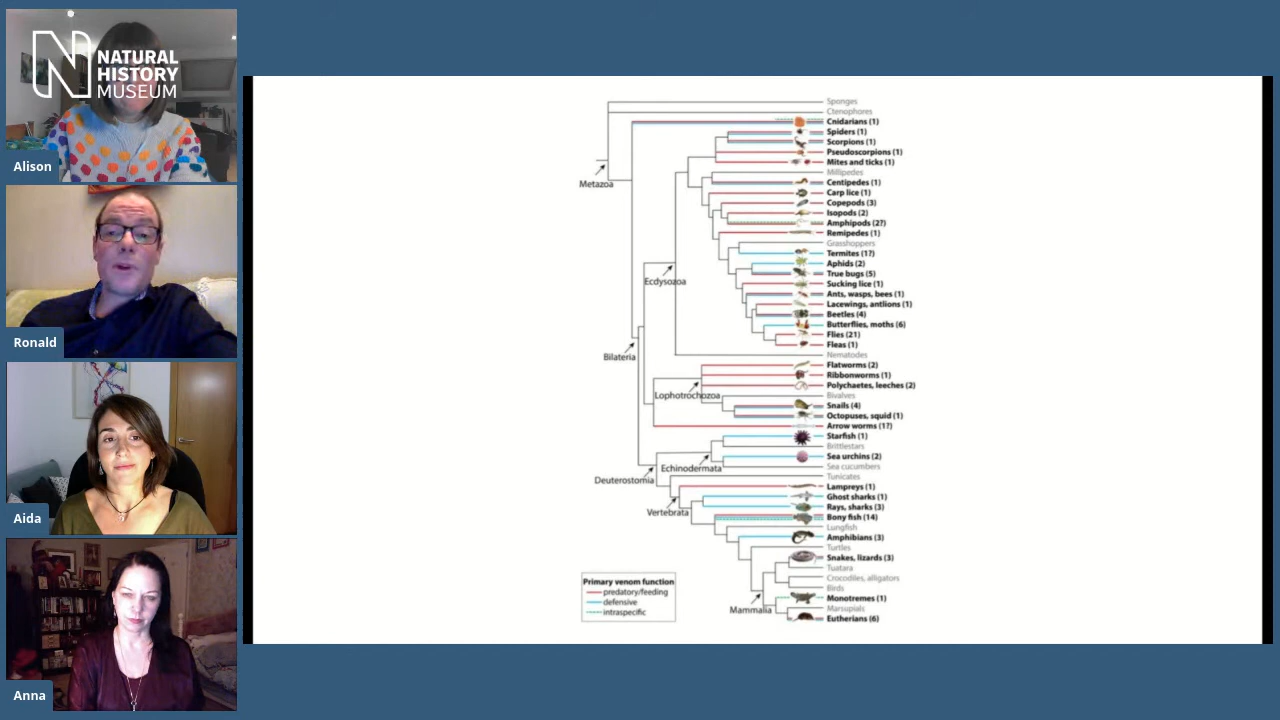 NATURAL
HISTORY
MUSEUM
Alison
Ronald
Aida
Anna
Sponges
Ctenophores
Cnidarians (1)
Spiders (1)
Scorpions (1)
Pseudoscorpions (1)
Mites and ticks (1)
Millipedes
Centipedes (1)
Carp lice (1)
Copepods (3)
Isopods (2)
Amphipods (2?)
Remipedes (1)
Grasshoppers
Termites (1?)
Aphids (2)
True bugs (5)
Sucking lice (1)
Ants, wasps, bees (1)
Lacewings, antlions (1)
Beetles (4)
Butterflies, moths (6)
Flies (21)
Fleas (1)
Nematodes
Flatworms (2)
Ribbonworms (1)
Polychaetes, leeches (2)
Bivalves
Snails (4)
Octopuses, squid (1)
Arrow worms (1?)
Starfish (1)
Brittlestars
Sea urchins (2)
Sea cucumbers
Tunicates
Lampreys (1)
Ghost sharks (1)
Rays, sharks (3)
Bony fish (14)
Lungfish
Amphibians (3)
Turtles
Snakes, lizards (3)
Tuatara
Crocodiles, alligators
Birds
Monotremes (1)
Marsupials
Eutherians (6)
Metazoa
Ecdysozoa
Bilateria
Lophotrochozoa
Echinodermata
Deuterostomia
Vertebrata
Mammalia
Primary venom function
predatory/feeding
defensive
intraspecific